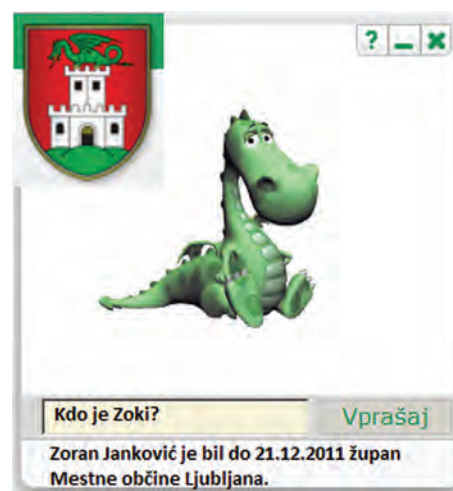 ?
Kdo je Zoki?
Vprašaj
Zoran Janković je bil do 21.12.2011 župan
Mestne občine Ljubljana.